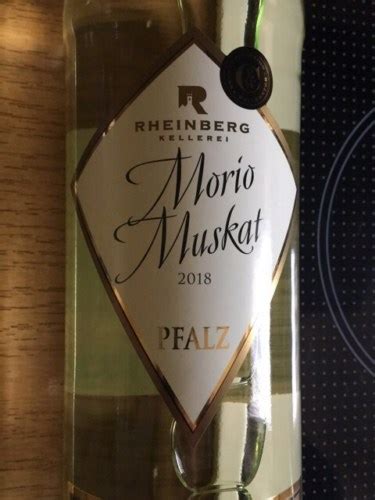 R
RHEINBERG
KELLEREI
Morio
Muskat
2018
PFALZ